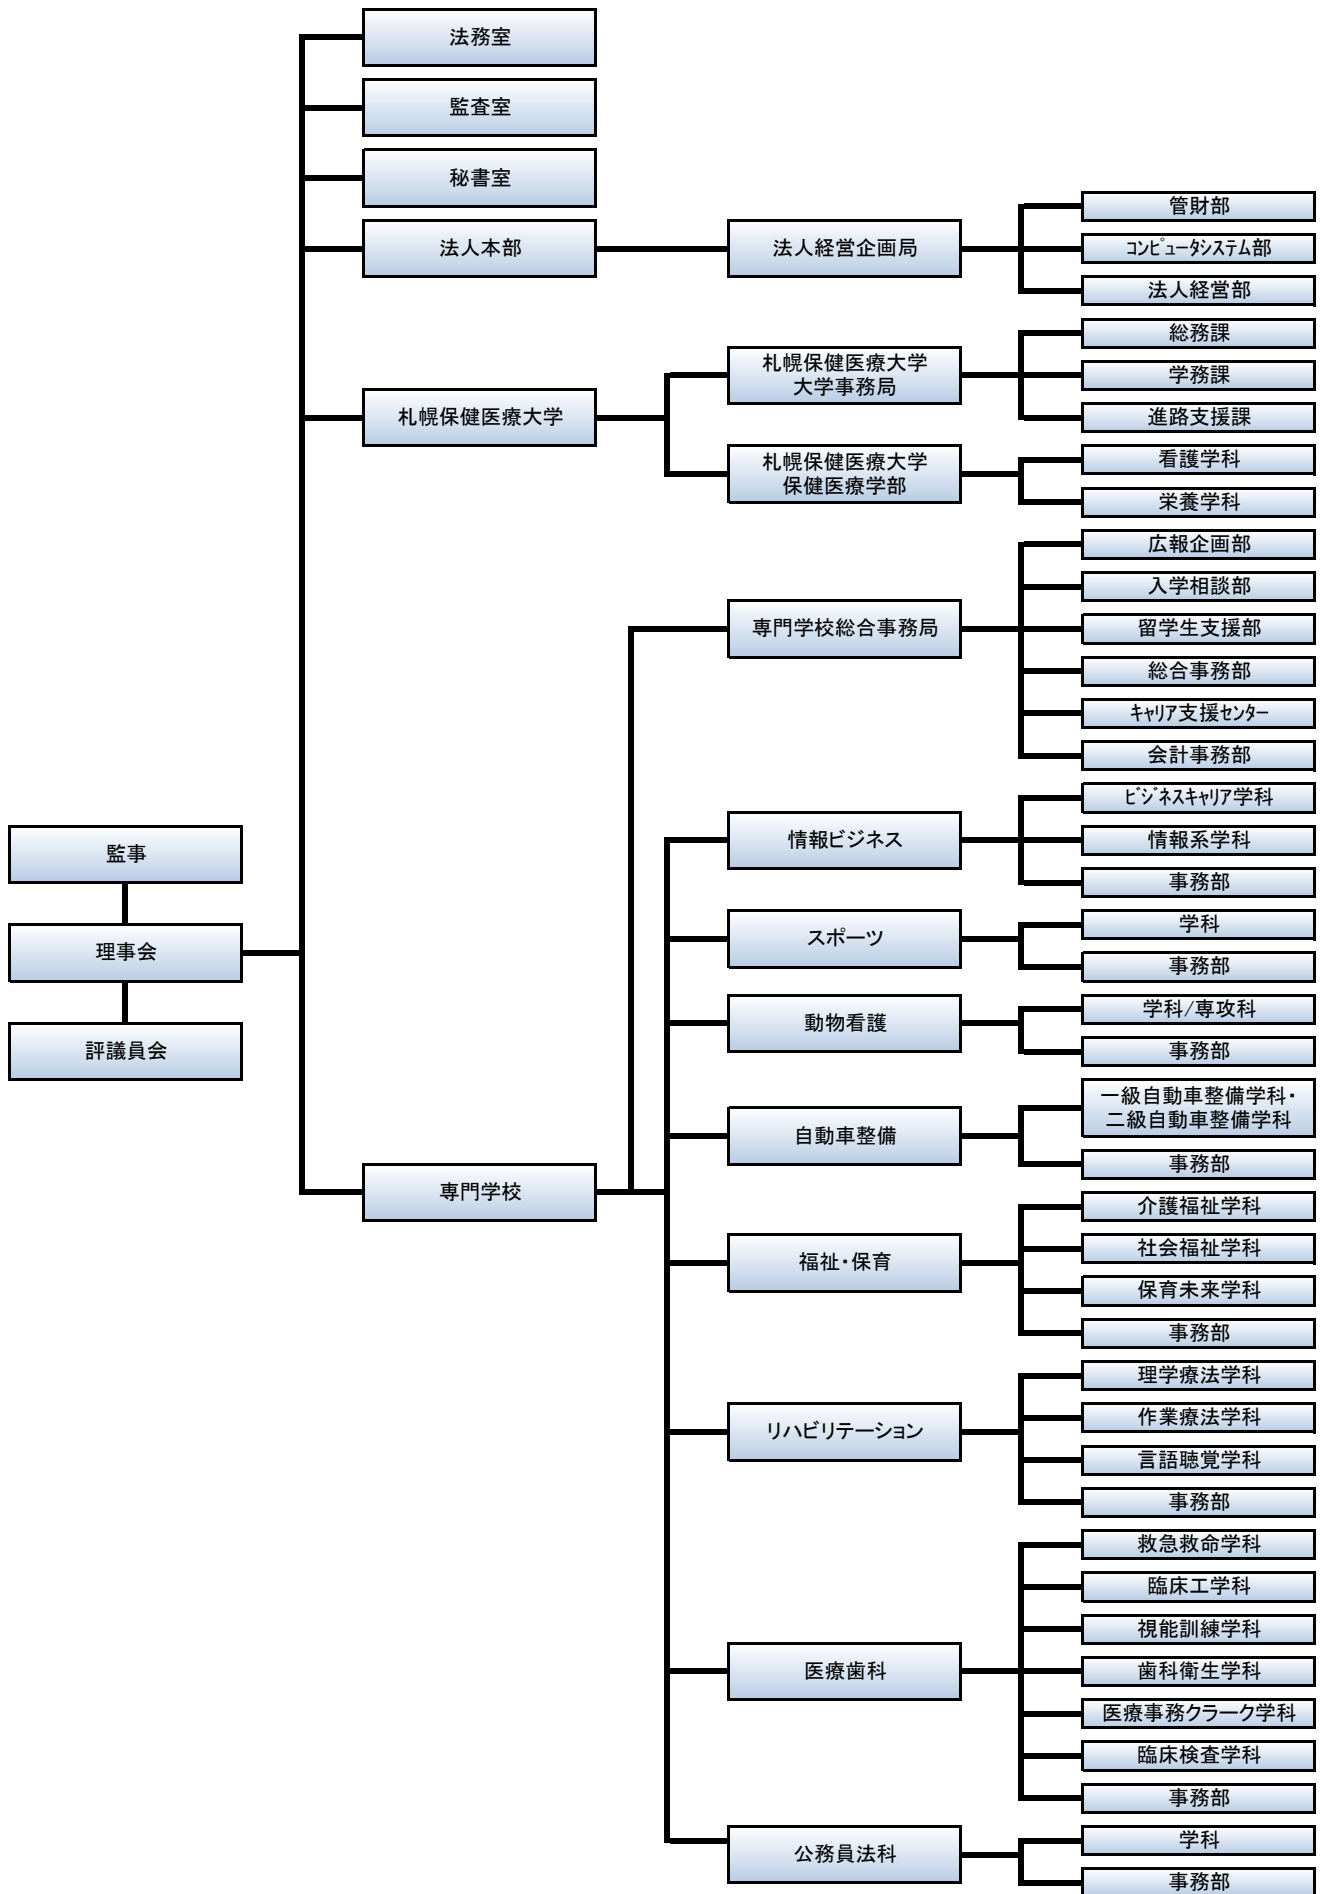 法務室
監査室
秘書室
法人本部
法人経営企画局
管財部
ｺﾝﾋﾟｭｰﾀｼｽﾃﾑ部
法人経営部
札幌保健医療大学
札幌保健医療大学
大学事務局
総務課
学務課
進路支援課
札幌保健医療大学
保健医療学部
看護学科
栄養学科
監事
理事会
評議員会
専門学校
専門学校総合事務局
広報企画部
入学相談部
留学生支援部
総合事務部
ｷｬﾘｱ支援ｾﾝﾀｰ
会計事務部
情報ビジネス
ﾋﾞｼﾞﾈｽｷｬﾘｱ学科
情報系学科
事務部
スポーツ
学科
事務部
動物看護
学科/専攻科
事務部
自動車整備
一級自動車整備学科・
二級自動車整備学科
事務部
福祉・保育
介護福祉学科
社会福祉学科
保育未来学科
事務部
リハビリテーション
理学療法学科
作業療法学科
言語聴覚学科
事務部
医療歯科
救急救命学科
臨床工学科
視能訓練学科
歯科衛生学科
医療事務クラーク学科
臨床検査学科
事務部
公務員法科
学科
事務部